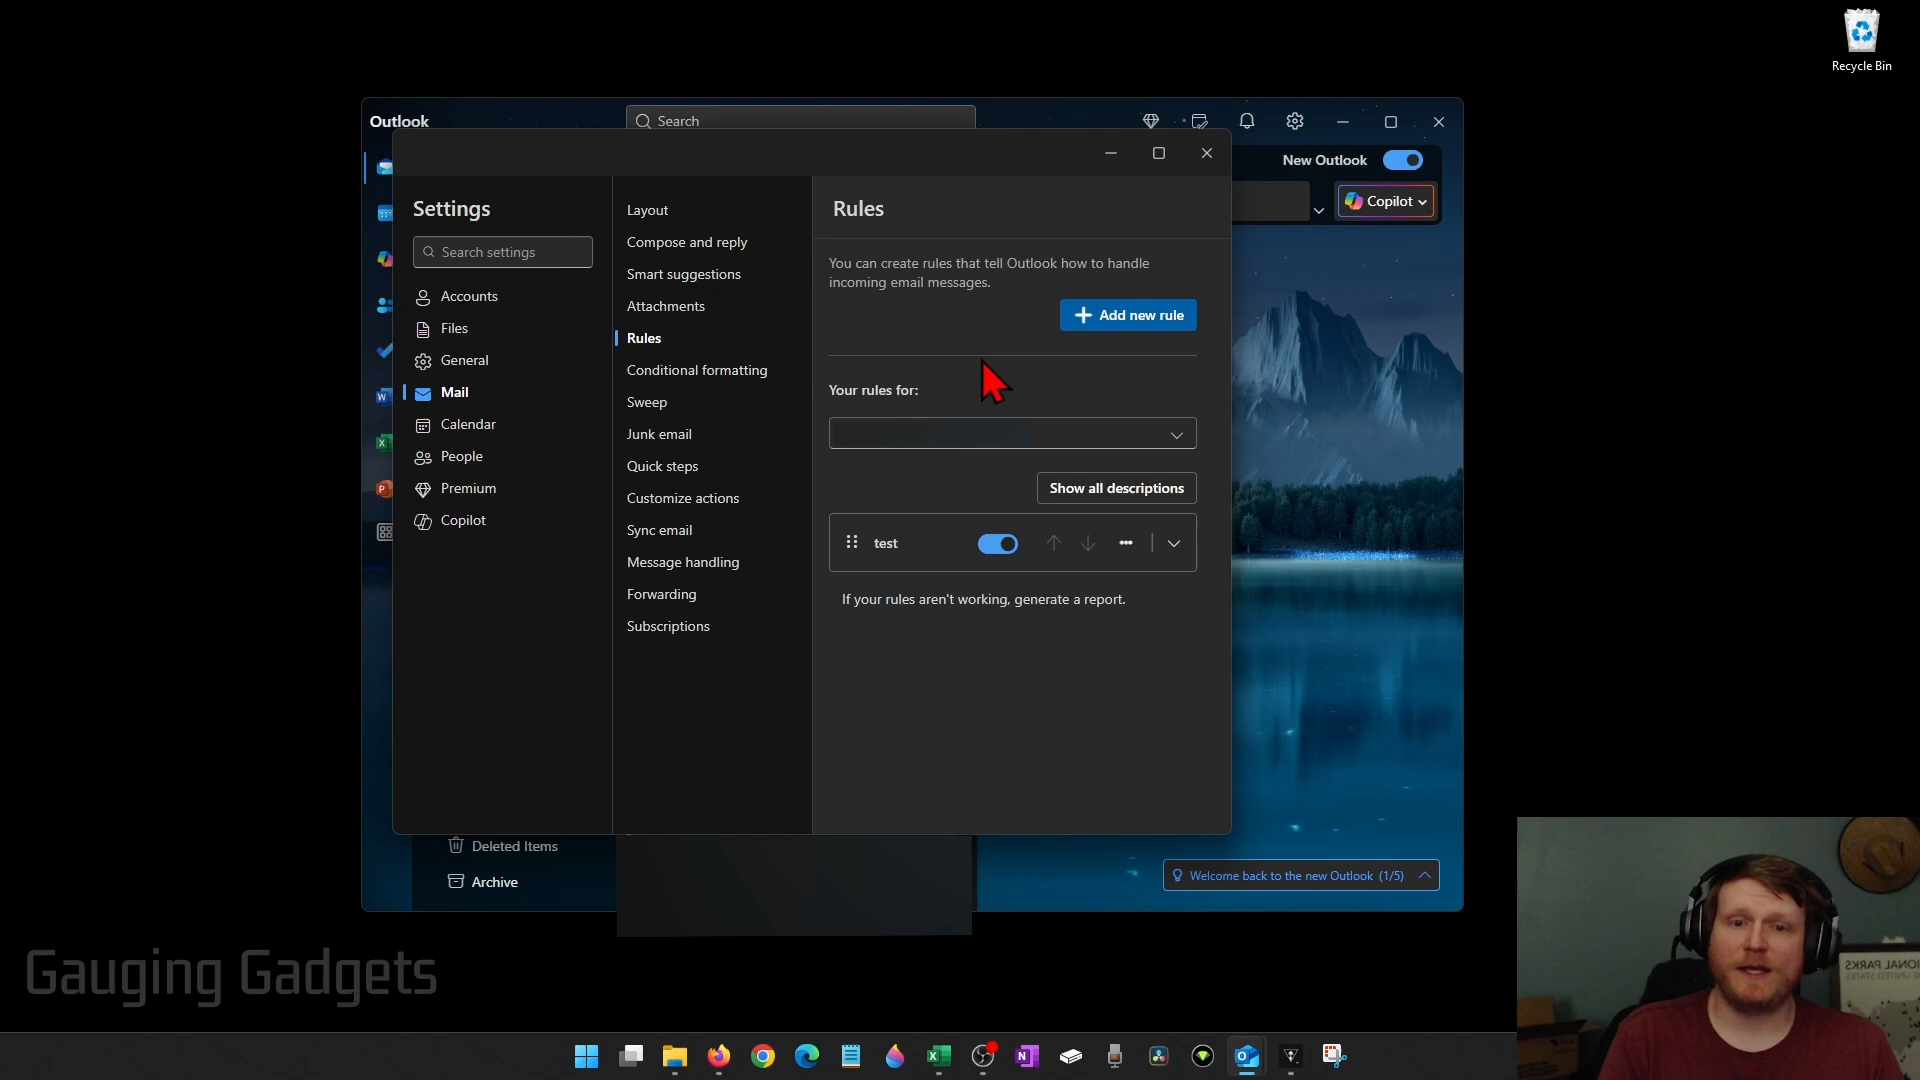 Recycle Bin
Outlook
Search
New Outlook
Copilot
Settings
Search settings
Accounts
Files
General
Mail
Calendar
People
Premium
Copilot
Layout
Compose and reply
Smart suggestions
Attachments
Rules
Conditional formatting
Sweep
Junk email
Quick steps
Customize actions
Sync email
Message handling
Forwarding
Subscriptions
Rules
You can create rules that tell Outlook how to handle
incoming email messages.
Add new rule
Your rules for:
Show all descriptions
test
If your rules aren't working, generate a report.
Deleted Items
Archive
Welcome back to the new Outlook (1/5)
Gauging Gadgets